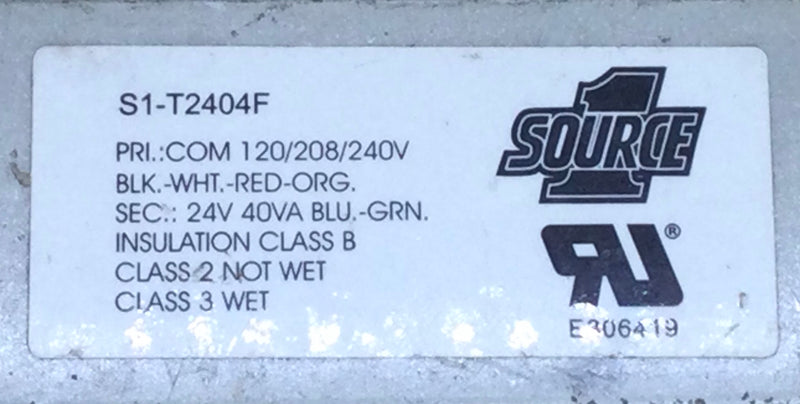 S1-T2404F
PRI.:COM 120/208/240V
BLK.-WHT.-RED-ORG.
SEC.: 24V 40VA BLU.-GRN.
INSULATION CLASS B
CLASS 2 NOT WET
CLASS 3 WET
SOURCE 1
RU®
E306419